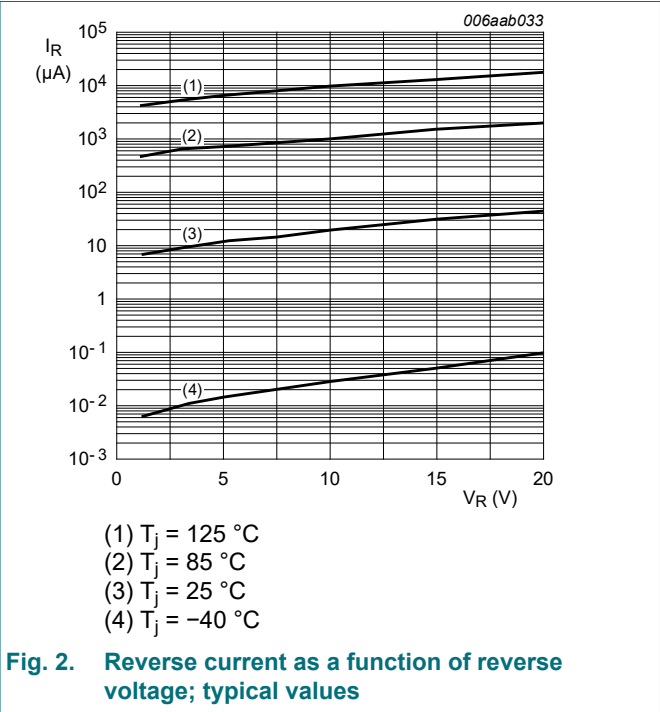 006aab033
I_R
(µA)
10^5
10^4
10^3
10^2
10
1
10^-1
10^-2
10^-3
(1)
(2)
(3)
(4)
0 5 10 15 20
V_R (V)
(1) T_j = 125 °C
(2) T_j = 85 °C
(3) T_j = 25 °C
(4) T_j = −40 °C
Fig. 2. Reverse current as a function of reverse
voltage; typical values